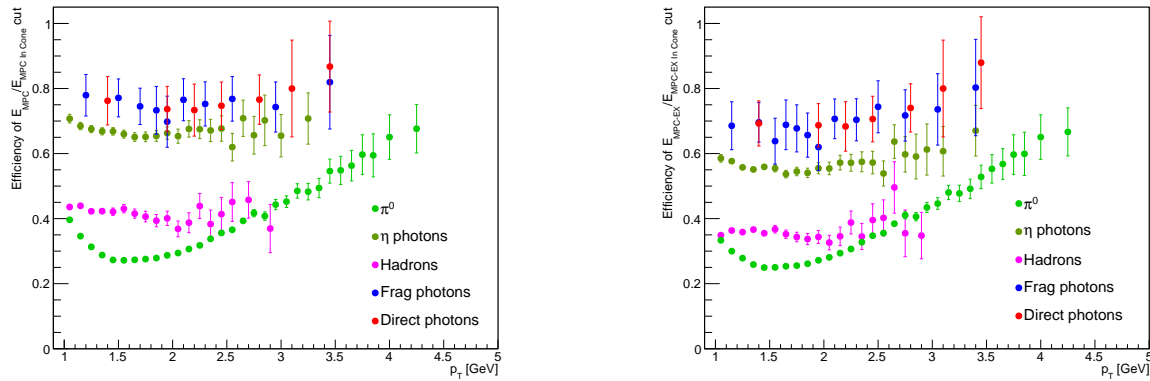 Efficiency of E_MPC/E_MPC In Cone cut
1
0.8
0.6
0.4
0.2
0
π⁰
η photons
Hadrons
Frag photons
Direct photons
1 1.5 2 2.5 3 3.5 4 4.5 5
p_T [GeV]
Efficiency of E_MPC-EX/E_MPC-EX In Cone cut
1
0.8
0.6
0.4
0.2
0
π⁰
η photons
Hadrons
Frag photons
Direct photons
1 1.5 2 2.5 3 3.5 4 4.5 5
p_T [GeV]